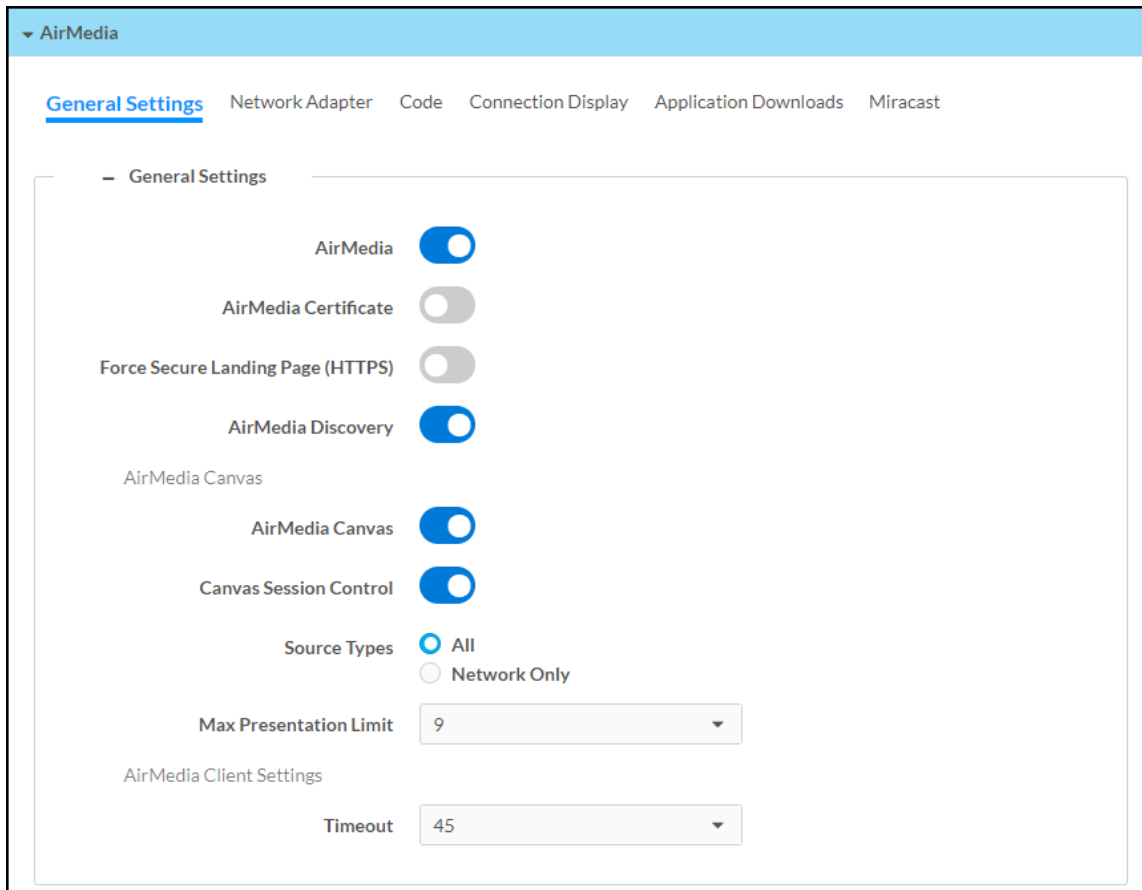 AirMedia
General Settings Network Adapter Code Connection Display Application Downloads Miracast
General Settings
AirMedia
AirMedia Certificate
Force Secure Landing Page (HTTPS)
AirMedia Discovery
AirMedia Canvas
AirMedia Canvas
Canvas Session Control
Source Types All
Network Only
Max Presentation Limit 9
AirMedia Client Settings
Timeout 45